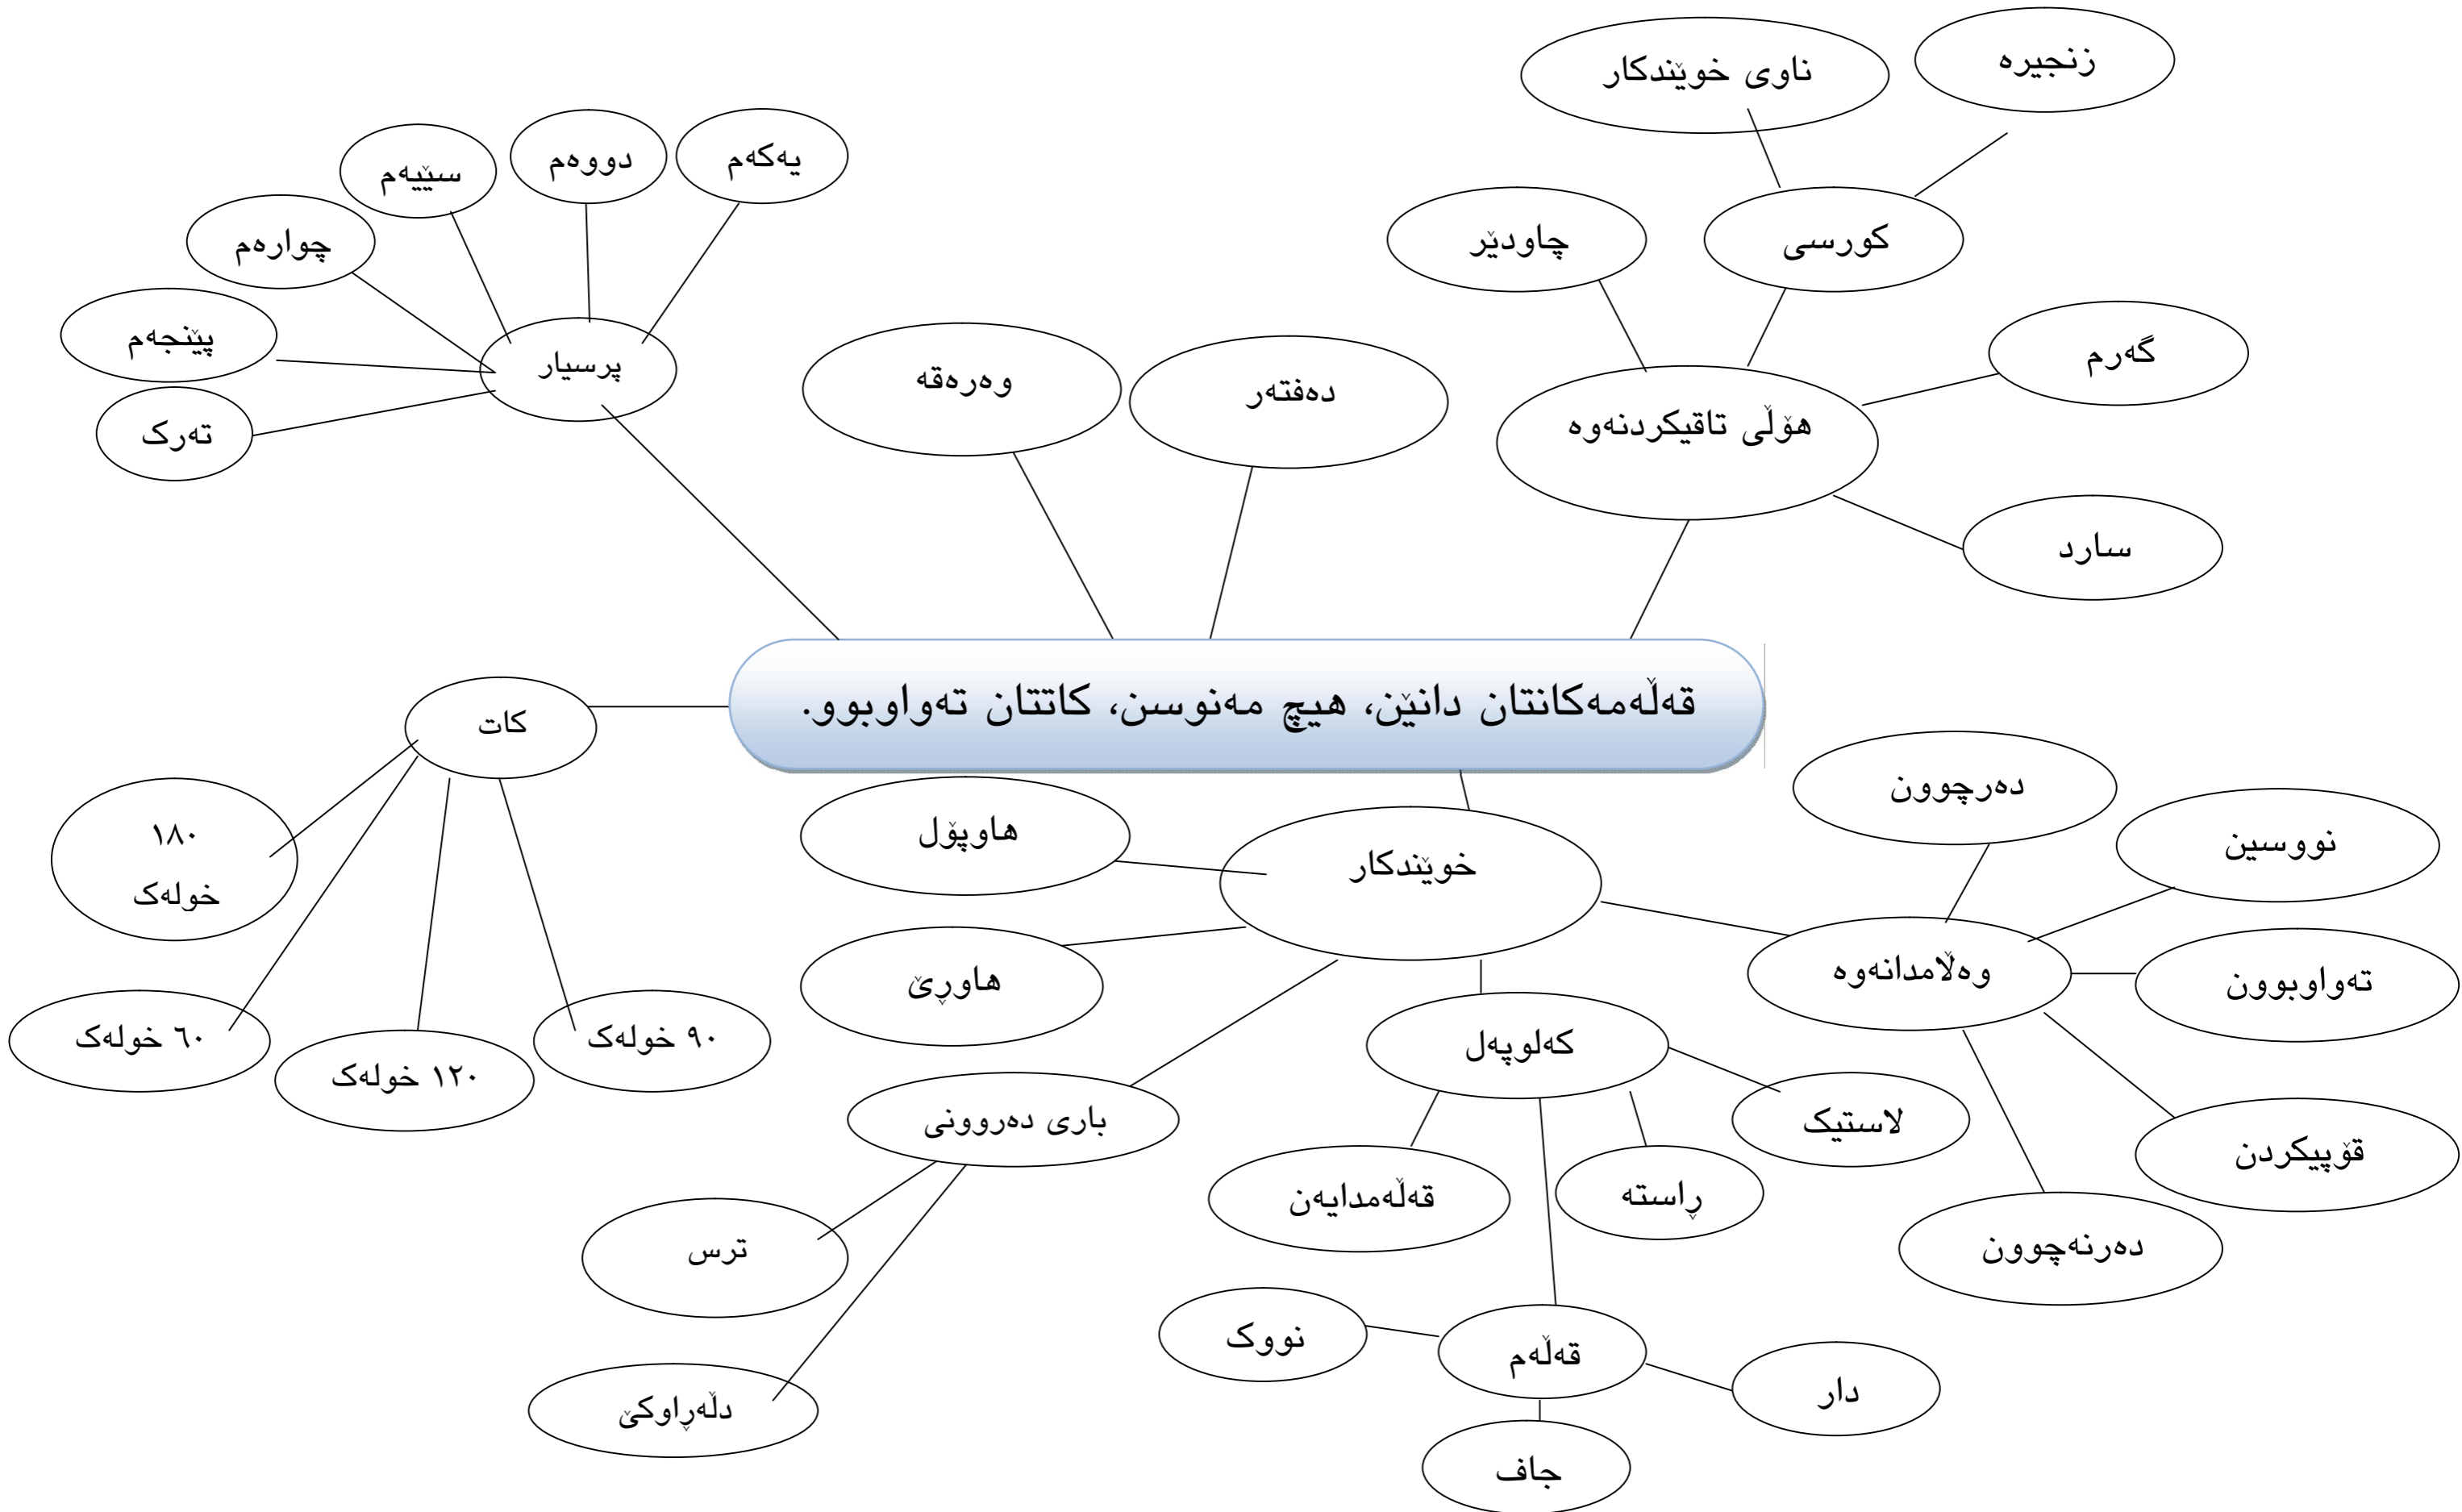 ناوی خوێندکار
زنجیرە
یەکەم
دووەم
سێیەم
چوارەم
پێنجەم
تەرک
پرسیار
چاودێر
کورسی
گەرم
سارد
هۆڵی تاقیکردنەوە
دەفتەر
وەرەقە
قەڵەمەکانتان دانێن، هیچ مەنوسن، کاتتان تەواوبوو.
کات
١٨٠
خولەک
٦٠ خولەک
١٢٠ خولەک
٩٠ خولەک
خوێندکار
هاوپۆل
هاوڕێ
باری دەروونی
ترس
دڵەڕاوکێ
کەلوپەل
قەڵەمدایەن
ڕاستە
لاستیک
قەڵەم
نووک
جاف
دار
وەڵامدانەوە
دەرچوون
نووسین
تەواوبوون
قۆپیکردن
دەرنەچوون